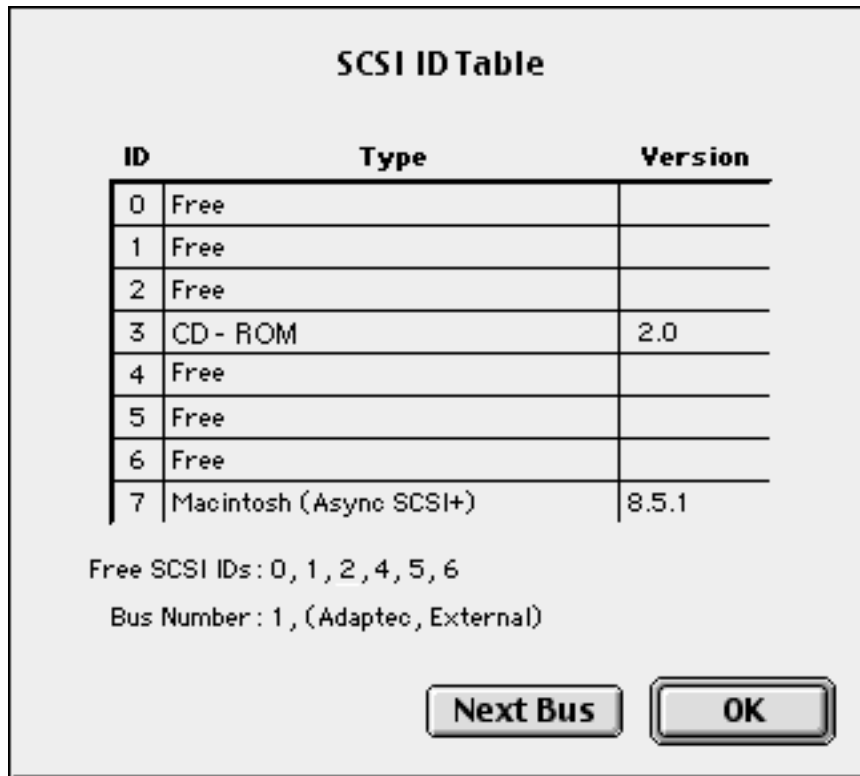 SCSI ID Table
ID Type Version
0 Free
1 Free
2 Free
3 CD - ROM 2.0
4 Free
5 Free
6 Free
7 Macintosh (Async SCSI+) 8.5.1
Free SCSI IDs: 0, 1, 2, 4, 5, 6
Bus Number: 1, (Adaptec, External)
Next Bus OK